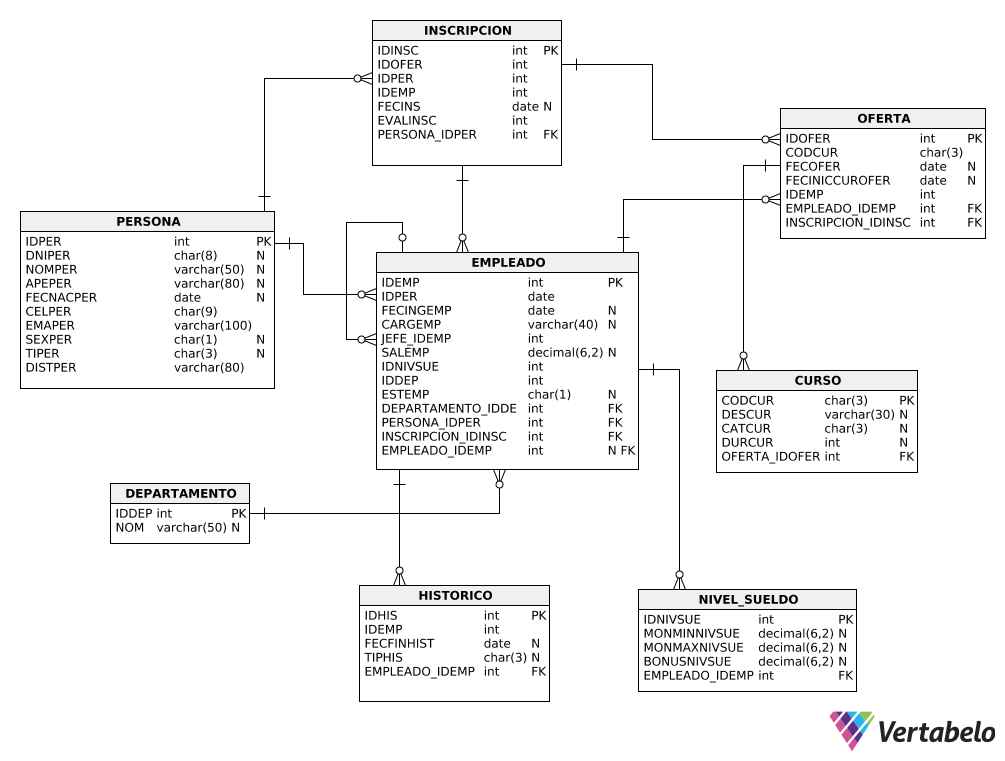 INSCRIPCION
IDINSC int PK
IDOFER int
IDPER int
IDEMP int
FECINS date N
EVALINSC int
PERSONA_IDPER int FK
OFERTA
IDOFER int PK
CODCUR char(3)
FECOFER date N
FECINICCUROFER date N
IDEMP int
EMPLEADO_IDEMP int FK
INSCRIPCION_IDINSC int FK
PERSONA
IDPER int PK
DNIPER char(8) N
NOMPER varchar(50) N
APEPER varchar(80) N
FECNACPER date N
CELPER char(9)
EMAPER varchar(100)
SEXPER char(1) N
TIPER char(3) N
DISTPER varchar(80)
EMPLEADO
IDEMP int PK
IDPER date
FECINGEMP date N
CARGEMP varchar(40) N
JEFE_IDEMP int
SALEMP decimal(6,2) N
IDNIVSUE int
IDDEP int
ESTEMP char(1) N
DEPARTAMENTO_IDDE int FK
PERSONA_IDPER int FK
INSCRIPCION_IDINSC int FK
EMPLEADO_IDEMP int N FK
CURSO
CODCUR char(3) PK
DESCUR varchar(30) N
CATCUR char(3) N
DURCUR int N
OFERTA_IDOFER int FK
DEPARTAMENTO
IDDEP int PK
NOM varchar(50) N
HISTORICO
IDHIS int PK
IDEMP int
FECFINHIST date N
TIPHIS char(3) N
EMPLEADO_IDEMP int FK
NIVEL_SUELDO
IDNIVSUE int PK
MONMINNIVSUE decimal(6,2) N
MONMAXNIVSUE decimal(6,2) N
BONUSNIVSUE decimal(6,2) N
EMPLEADO_IDEMP int FK
Vertabelo